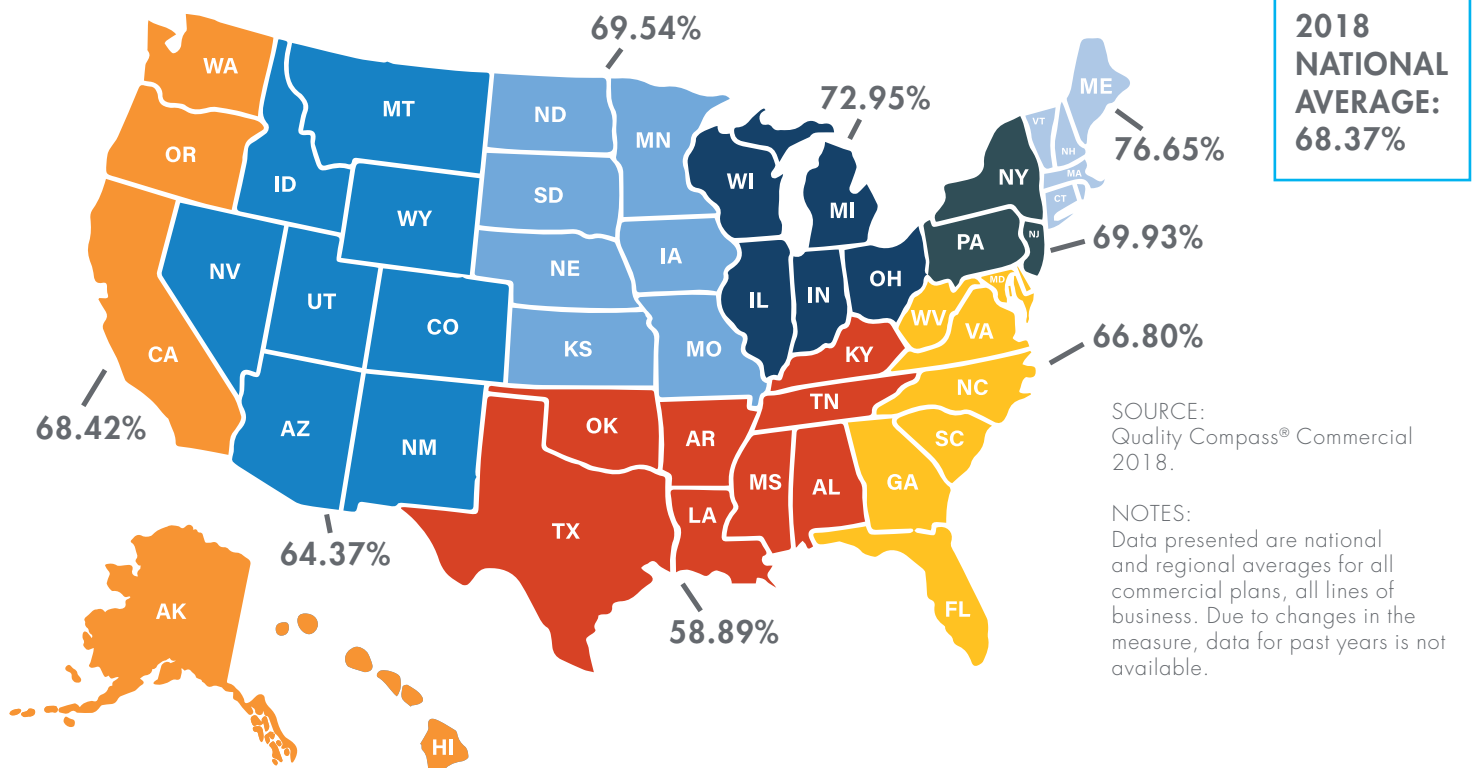 69.54%
2018
NATIONAL
AVERAGE:
68.37%
WA
MT
ND
MN
72.95%
ME
VT
NH
76.65%
OR
ID
SD
WI
MI
NY
MA
CT
WY
NV
UT
NE
IA
IL
IN
OH
PA
NJ
69.93%
MD
CA
CO
KS
MO
KY
WV
VA
66.80%
68.42%
AZ
NM
OK
AR
TN
NC
SC
TX
LA
MS
AL
GA
64.37%
58.89%
FL
AK
HI
SOURCE:
Quality Compass® Commercial
2018.
NOTES:
Data presented are national
and regional averages for all
commercial plans, all lines of
business. Due to changes in the
measure, data for past years is not
available.